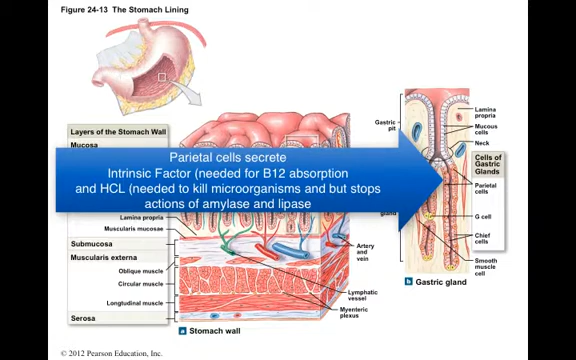 Figure 24-13 The Stomach Lining
Layers of the Stomach Wall
Mucosa
Parietal cells secrete
Intrinsic Factor (needed for B12 absorption
and HCL (needed to kill microorganisms and but stops
actions of amylase and lipase
Lamina propria
Muscularis mucosae
Submucosa
Muscularis externa
Oblique muscle
Circular muscle
Longitudinal muscle
Serosa
Artery
and
vein
Lymphatic
vessel
Myenteric
plexus
a Stomach wall
Gastric
pit
gland
Lamina
propria
Mucous
cells
Neck
Cells of
Gastric
Glands
Parietal
cells
G cell
Chief
cells
Smooth
muscle
cell
b Gastric gland
© 2012 Pearson Education, Inc.